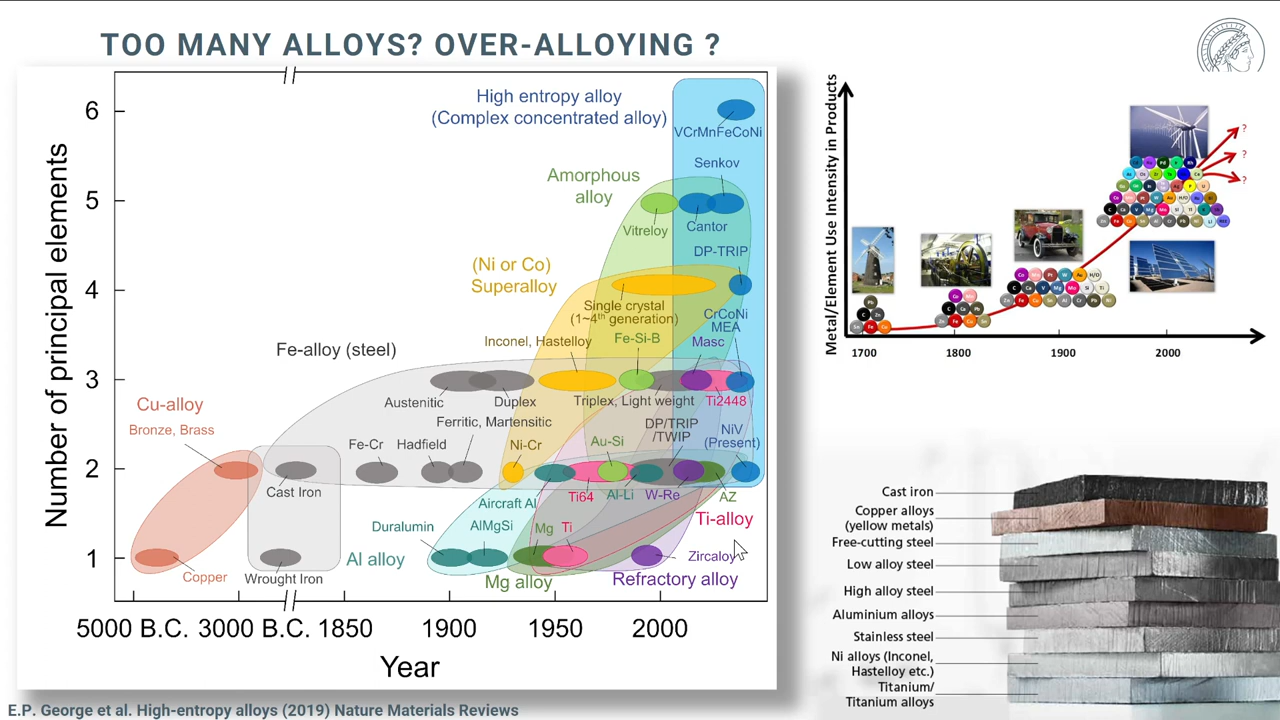 TOO MANY ALLOYS? OVER-ALLOYING ?
Number of principal elements
6
5
4
3
2
1
High entropy alloy
(Complex concentrated alloy)
VCrMnFeCoNi
Senkov
Amorphous
alloy
Vitreloy
Cantor
DP-TRIP
(Ni or Co)
Superalloy
Single crystal
(1~4th generation)
CrCoNi
MEA
Inconel, Hastelloy
Fe-Si-B
Masc
Fe-alloy (steel)
Austenitic
Duplex
Triplex, Light weight
Ti2448
Cu-alloy
Bronze, Brass
Ferritic, Martensitic
DP/TRIP
/TWIP
Fe-Cr
Hadfield
Ni-Cr
Au-Si
NiV
(Present)
Cast Iron
Aircraft Al
Ti64
Al-Li
W-Re
AZ
Ti-alloy
Duralumin
AlMgSi
Mg
Ti
Al alloy
Zircaloy
Copper
Wrought Iron
Mg alloy
Refractory alloy
5000 B.C.
3000 B.C.
1850
1900
1950
2000
Year
Metal/Element Use Intensity in Products
?
?
?
1700
1800
1900
2000
Cast iron
Copper alloys
(yellow metals)
Free-cutting steel
Low alloy steel
High alloy steel
Aluminium alloys
Stainless steel
Ni alloys (Inconel,
Hastelloy etc.)
Titanium/
Titanium alloys
E.P. George et al. High-entropy alloys (2019) Nature Materials Reviews